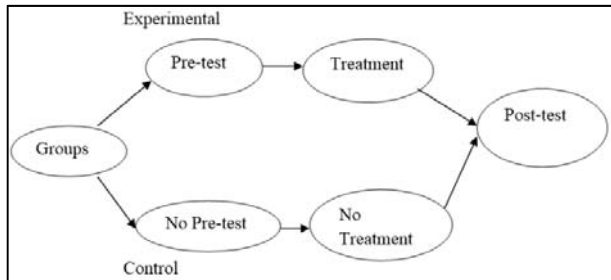 Experimental
Pre-test
Treatment
Post-test
Groups
No Pre-test
No
Treatment
Control